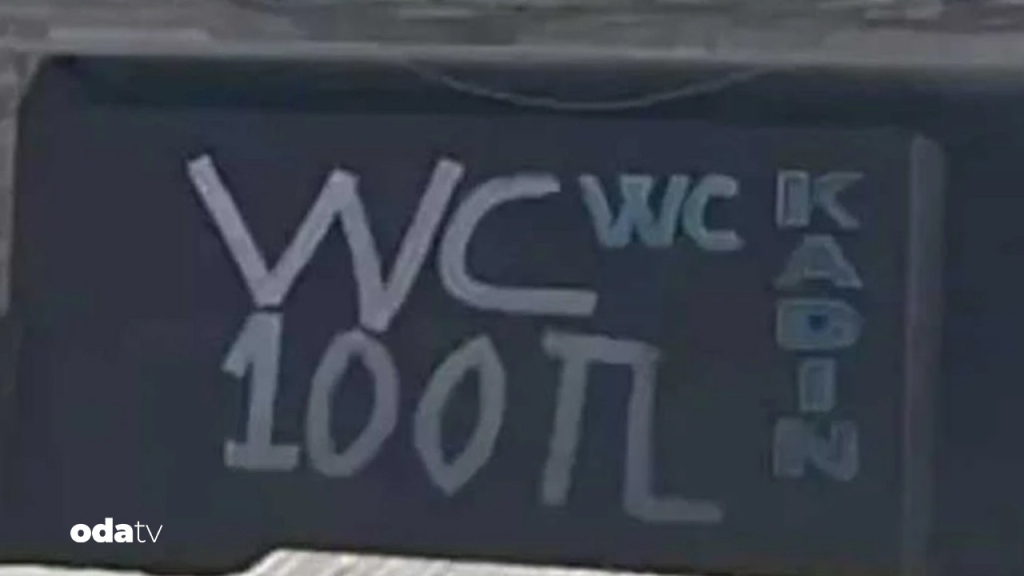 WC
100TL
WC
KADIN
odatv